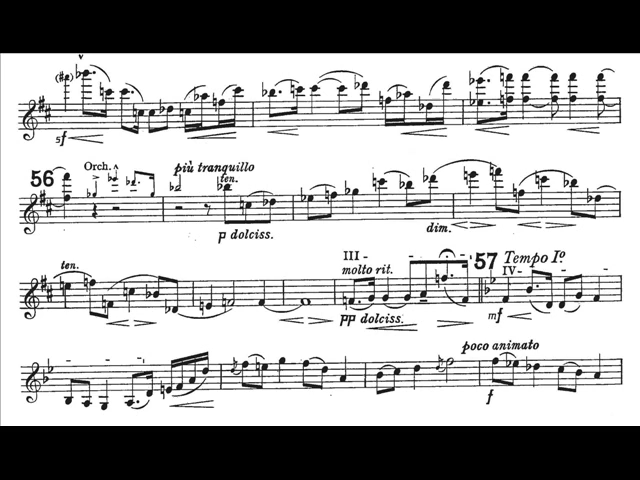 sf
56 Orch. più tranquillo
ten.
p dolciss. dim.
ten. III molto rit. 57 Tempo Iº.
IV
pp dolciss. mf
poco animato
f